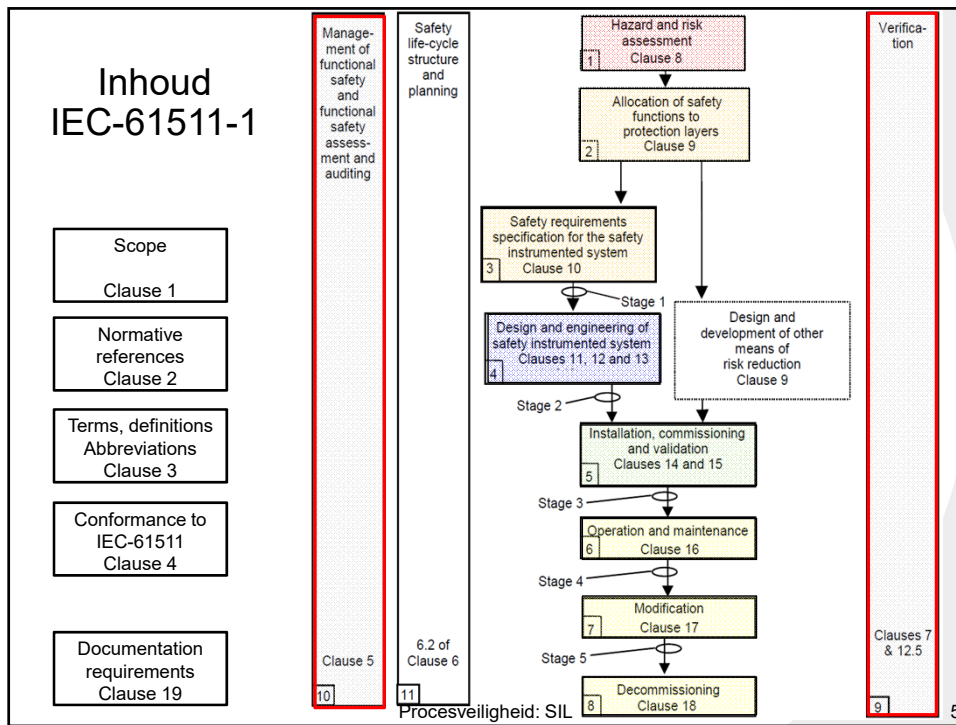 Inhoud
IEC-61511-1
Scope
Clause 1
Normative
references
Clause 2
Terms, definitions
Abbreviations
Clause 3
Conformance to
IEC-61511
Clause 4
Documentation
requirements
Clause 19
Manage-
ment of
functional
safety
and
functional
safety
assess-
ment and
auditing
Clause 5
10
Safety
life-cycle
structure
and
planning
6.2 of
Clause 6
11
Hazard and risk
assessment
Clause 8
1
Allocation of safety
functions to
protection layers
Clause 9
2
Safety requirements
specification for the safety
instrumented system
Clause 10
3
Stage 1
Design and engineering of
safety instrumented system
Clauses 11, 12 and 13
4
Design and
development of other
means of
risk reduction
Clause 9
Stage 2
Installation, commissioning
and validation
Clauses 14 and 15
5
Stage 3
Operation and maintenance
Clause 16
6
Stage 4
Modification
Clause 17
7
Stage 5
Decommissioning
Clause 18
8
Verifica-
tion
Clauses 7
& 12.5
9
Procesveiligheid: SIL
5